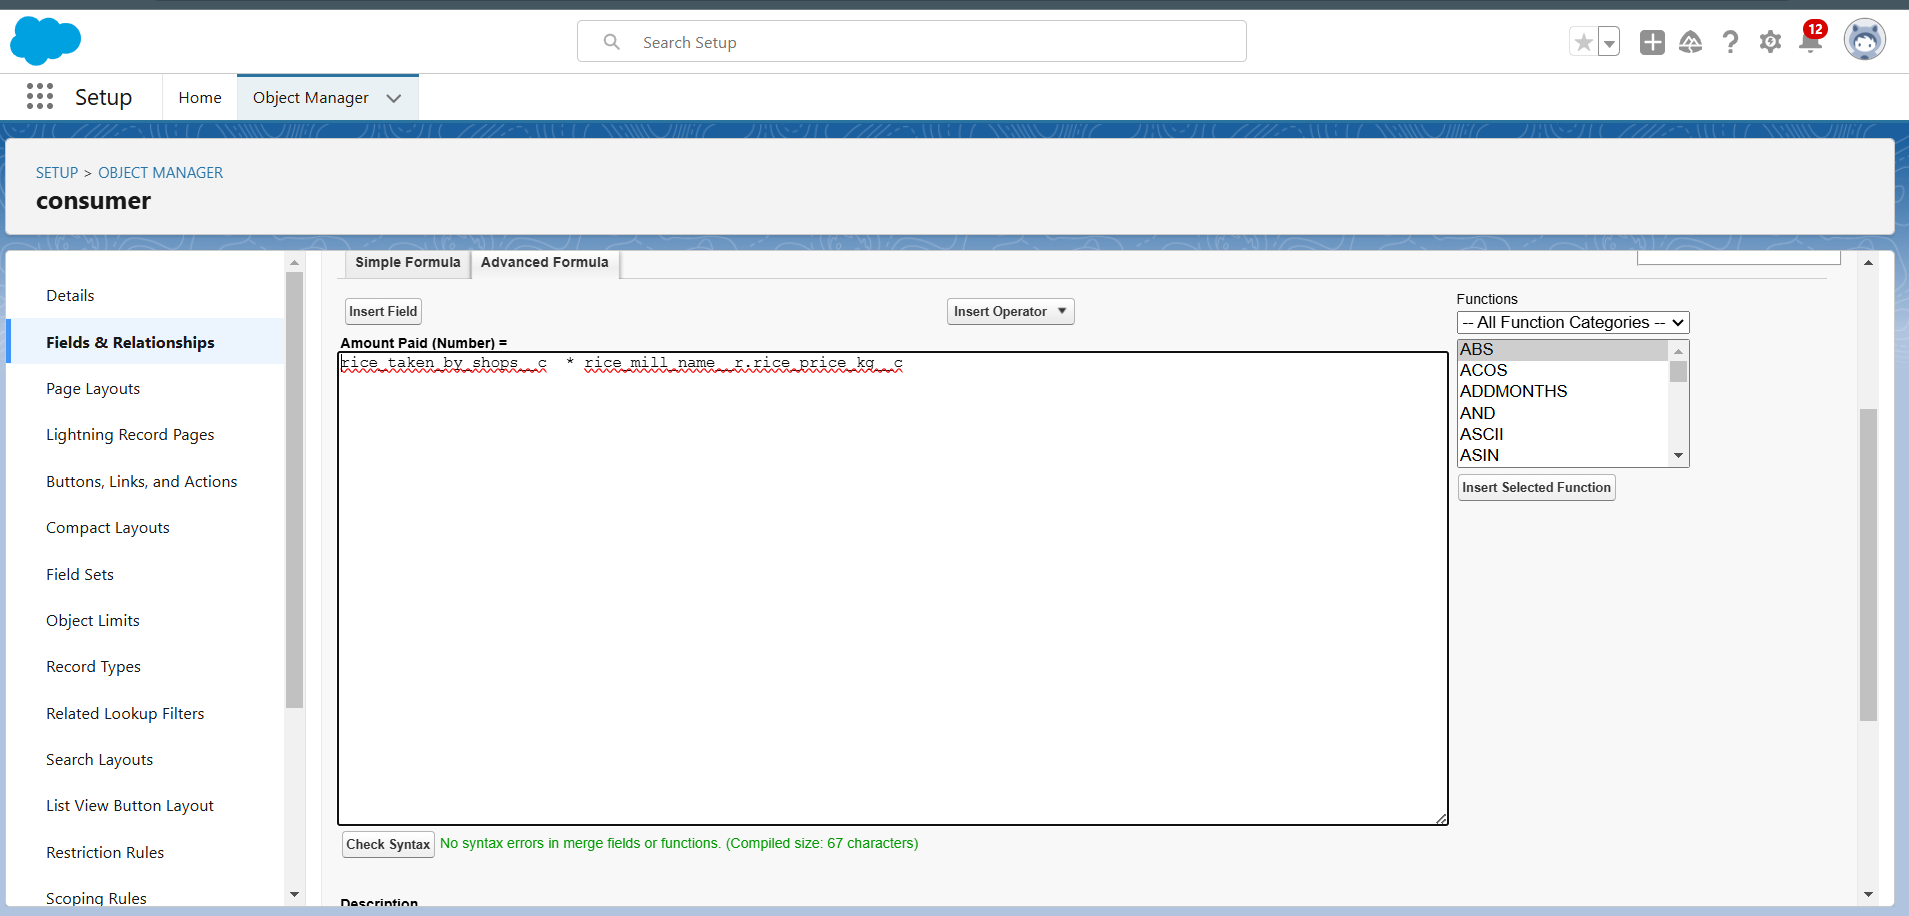 Search Setup
12
Setup
Home
Object Manager
SETUP > OBJECT MANAGER
consumer
Details
Fields & Relationships
Page Layouts
Lightning Record Pages
Buttons, Links, and Actions
Compact Layouts
Field Sets
Object Limits
Record Types
Related Lookup Filters
Search Layouts
List View Button Layout
Restriction Rules
Scoping Rules
Simple Formula
Advanced Formula
Insert Field
Insert Operator
Amount Paid (Number) =
rice_taken_by_shops__c * rice_mill_name__r.rice_price_kg__c
Functions
-- All Function Categories --
ABS
ACOS
ADDMONTHS
AND
ASCII
ASIN
Insert Selected Function
Check Syntax
No syntax errors in merge fields or functions. (Compiled size: 67 characters)
Description